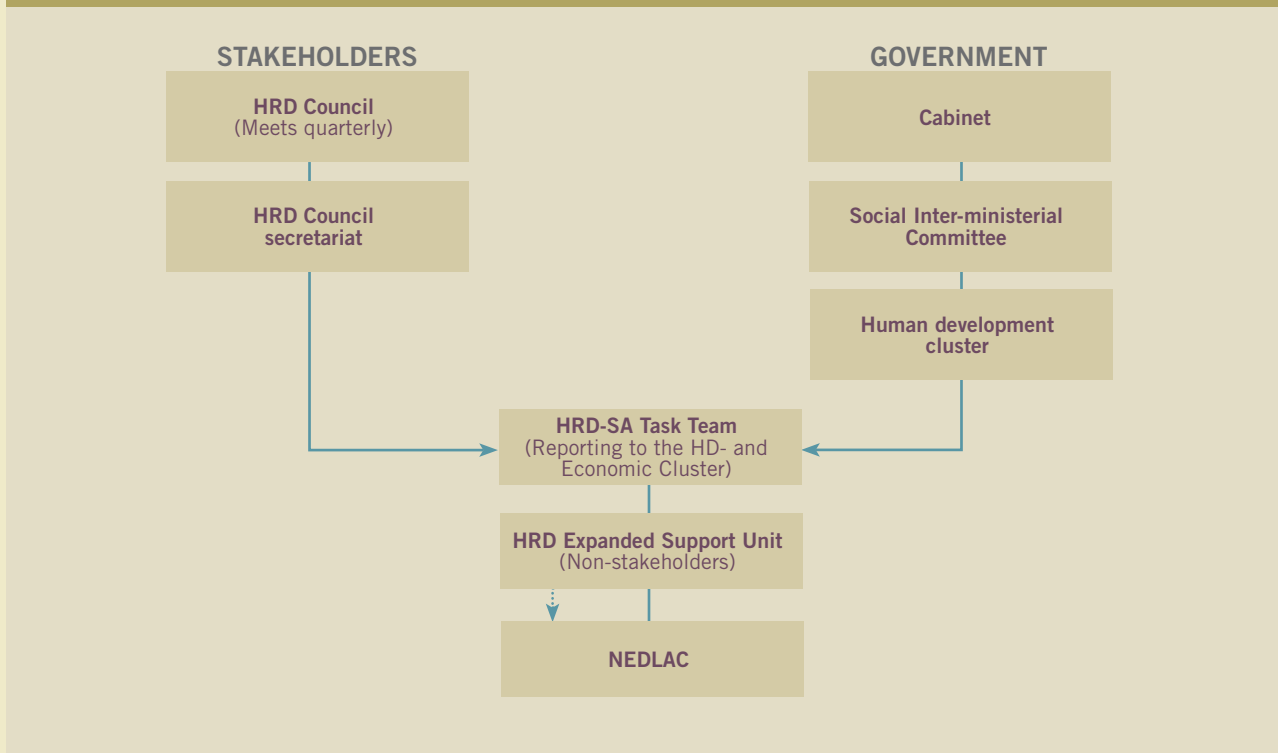 STAKEHOLDERS
HRD Council
(Meets quarterly)
HRD Council
secretariat
GOVERNMENT
Cabinet
Social Inter-ministerial
Committee
Human development
cluster
HRD-SA Task Team
(Reporting to the HD- and
Economic Cluster)
HRD Expanded Support Unit
(Non-stakeholders)
NEDLAC